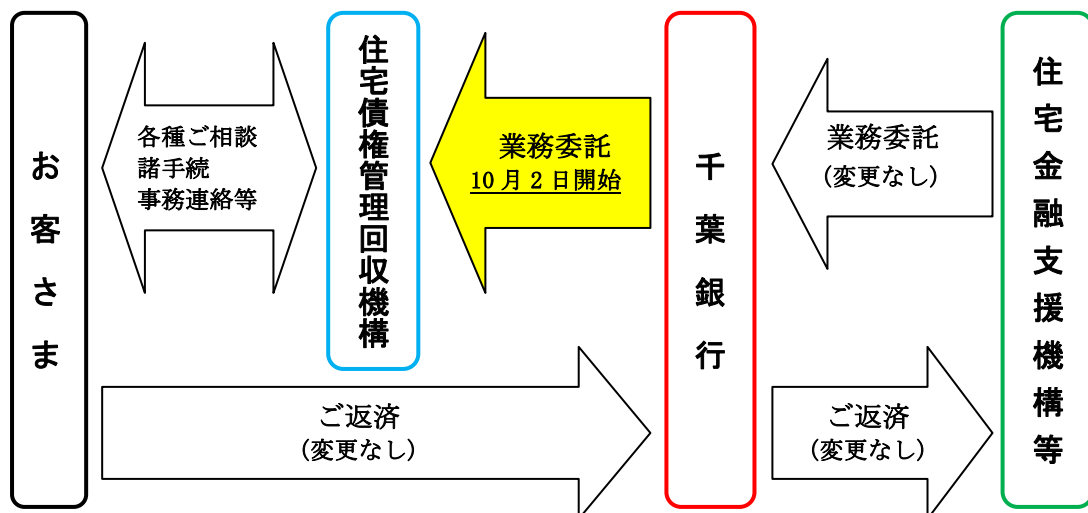 お客さま
各種ご相談
諸手続
事務連絡等
住宅債権管理回収機構
業務委託
10月2日開始
千葉銀行
業務委託
(変更なし)
住宅金融支援機構等
ご返済
(変更なし)
ご返済
(変更なし)